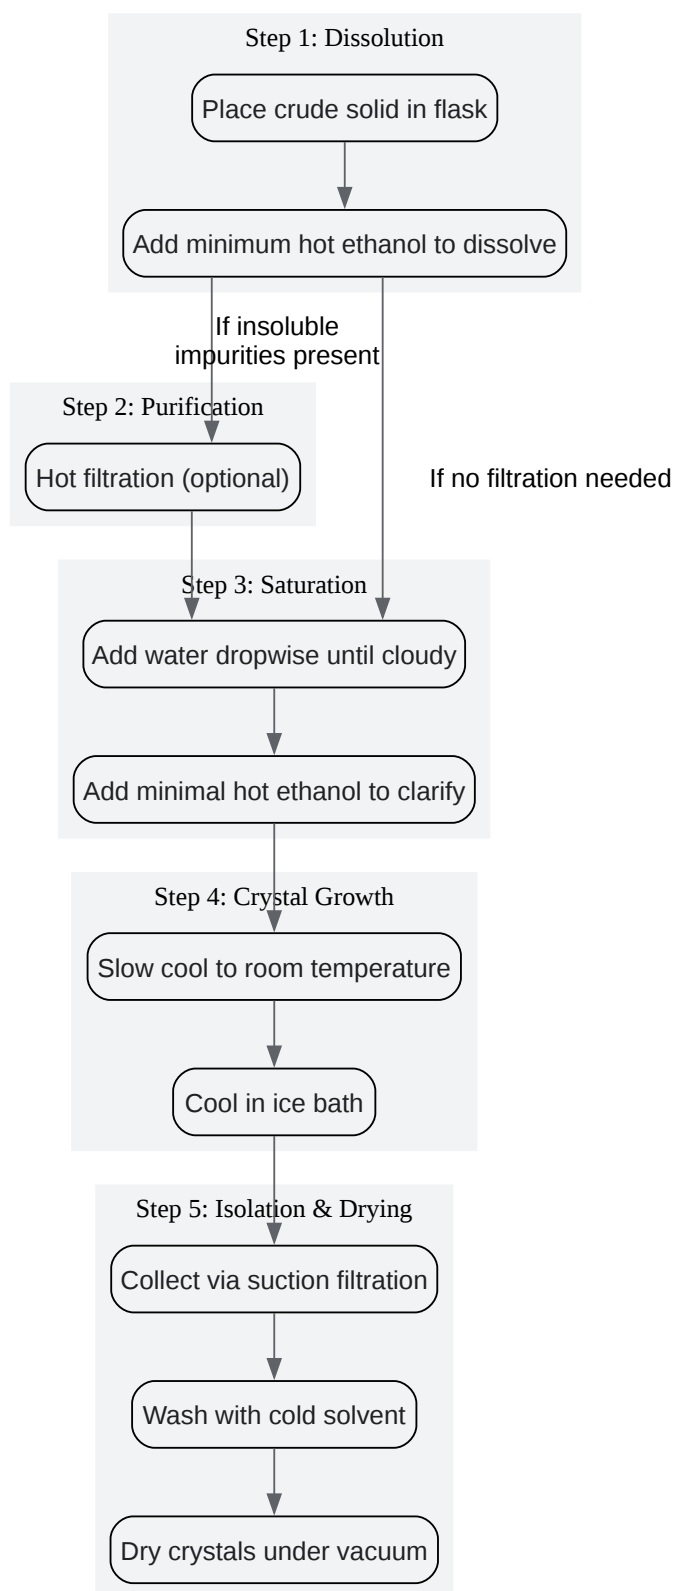 Step 1: Dissolution
Place crude solid in flask
Add minimum hot ethanol to dissolve
If insoluble
impurities present
Step 2: Purification
Hot filtration (optional)
If no filtration needed
Step 3: Saturation
Add water dropwise until cloudy
Add minimal hot ethanol to clarify
Step 4: Crystal Growth
Slow cool to room temperature
Cool in ice bath
Step 5: Isolation & Drying
Collect via suction filtration
Wash with cold solvent
Dry crystals under vacuum